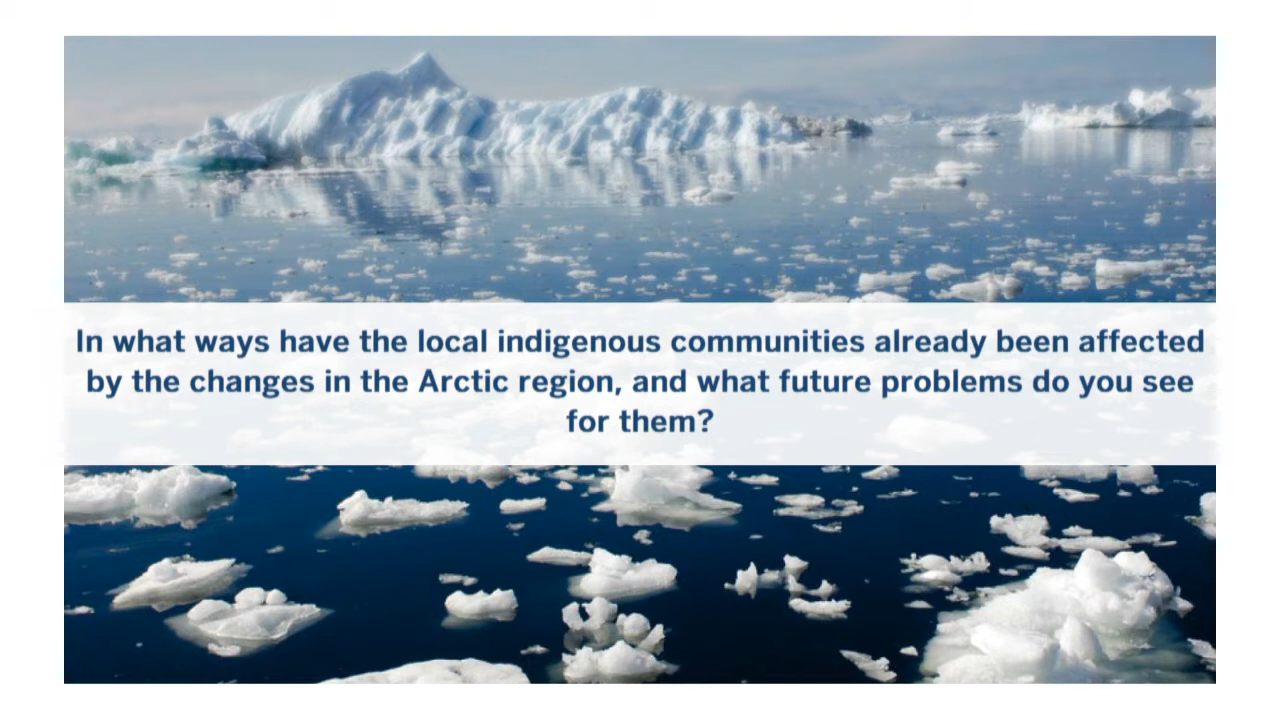 In what ways have the local indigenous communities already been affected
by the changes in the Arctic region, and what future problems do you see
for them?